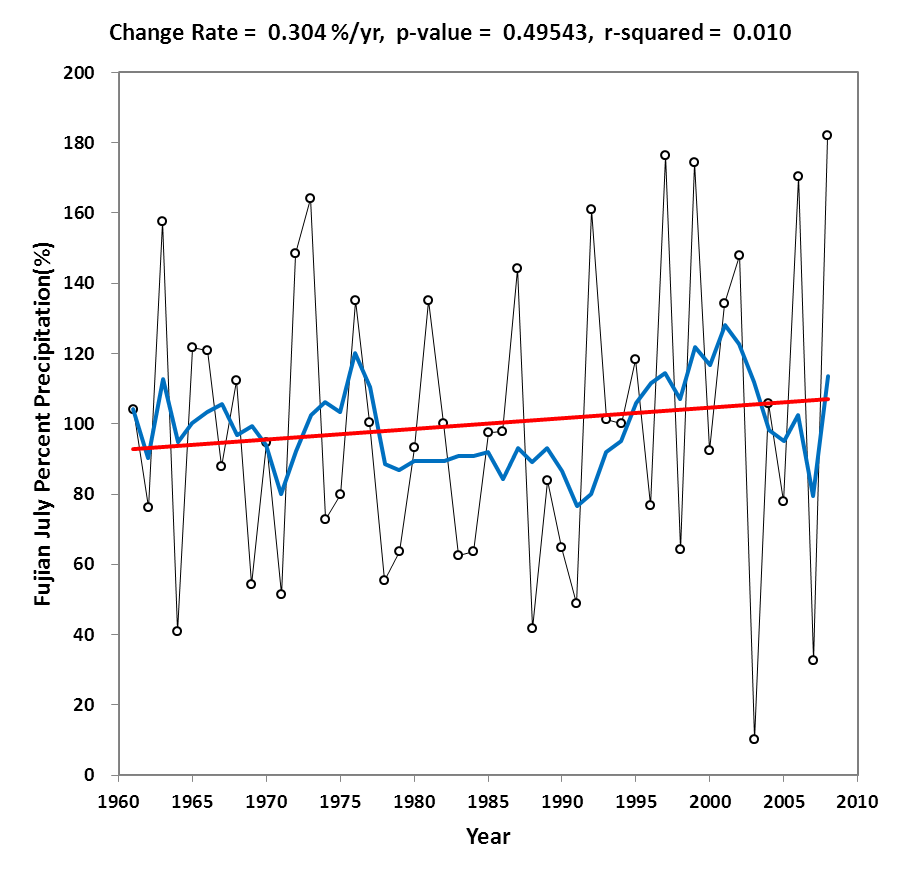 Change Rate = 0.304 %/yr, p-value = 0.49543, r-squared = 0.010
Fujian July Percent Precipitation(%)
200
180
160
140
120
100
80
60
40
20
0
1960 1965 1970 1975 1980 1985 1990 1995 2000 2005 2010
Year